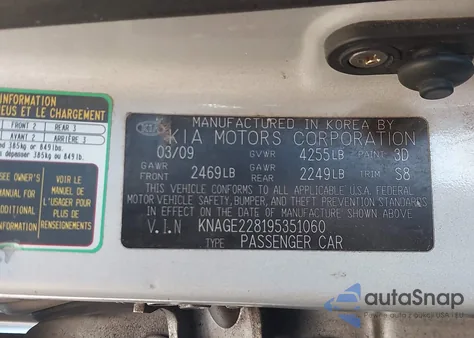 INFORMATION
EUS ET LE CHARGEMENT
FRONT 2 REAR 3
AVANT 2 ARRIÈRE 3
exceed 385kg or 849lbs.
dépasser 385kg ou 849lb.
SEE OWNER'S VOIR LE
MANUAL MANUEL DE
FOR L'USAGER POUR
ADDITIONAL PLUS DE
INFORMATION RENSEIGNEMENTS
MANUFACTURED IN KOREA BY
KIA KIA MOTORS CORPORATION
03/09 GVWR 4255LB PAINT 3D
GAWR 2469LB GAWR 2249LB TRIM S8
FRONT REAR
THIS VEHICLE CONFORMS TO ALL APPLICABLE U.S.A FEDERAL
MOTOR VEHICLE SAFETY, BUMPER, AND THEFT PREVENTION STANDARDS
IN EFFECT ON THE DATE OF MANUFACTURE SHOWN ABOVE
V.I.N KNAGE228195351060
TYPE PASSENGER CAR
autoSnap